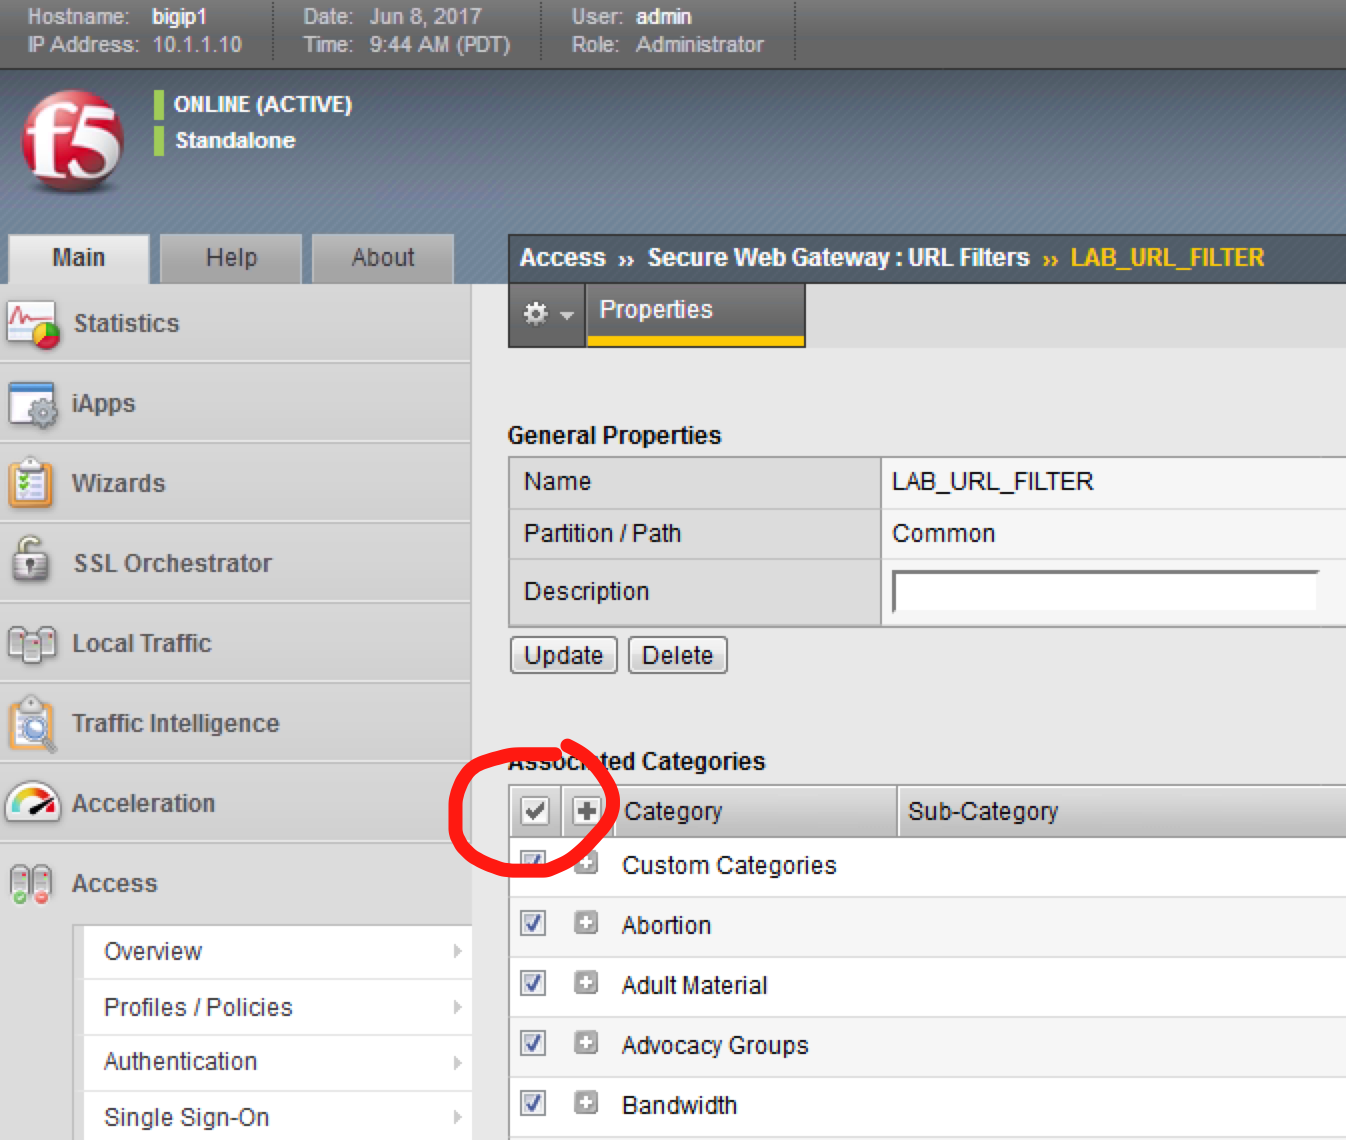 Hostname: bigip1 Date: Jun 8, 2017 User: admin
IP Address: 10.1.1.10 Time: 9:44 AM (PDT) Role: Administrator
f5
ONLINE (ACTIVE)
Standalone
Main Help About
Access ›› Secure Web Gateway : URL Filters ›› LAB_URL_FILTER
Properties
Statistics
iApps
Wizards
SSL Orchestrator
Local Traffic
Traffic Intelligence
Acceleration
Access
Overview
Profiles / Policies
Authentication
Single Sign-On
General Properties
Name LAB_URL_FILTER
Partition / Path Common
Description
Update Delete
Associated Categories
Category Sub-Category
Custom Categories
Abortion
Adult Material
Advocacy Groups
Bandwidth